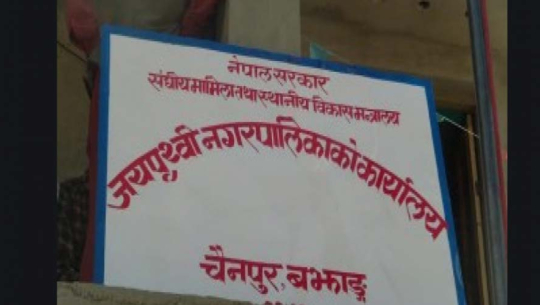 नेपाल सरकार
संघीय मामिला तथा स्थानीय विकास मन्त्रालय
जयपृथ्वी नगरपालिकाको कार्यालय
चैनपुर, बझाङ्ग